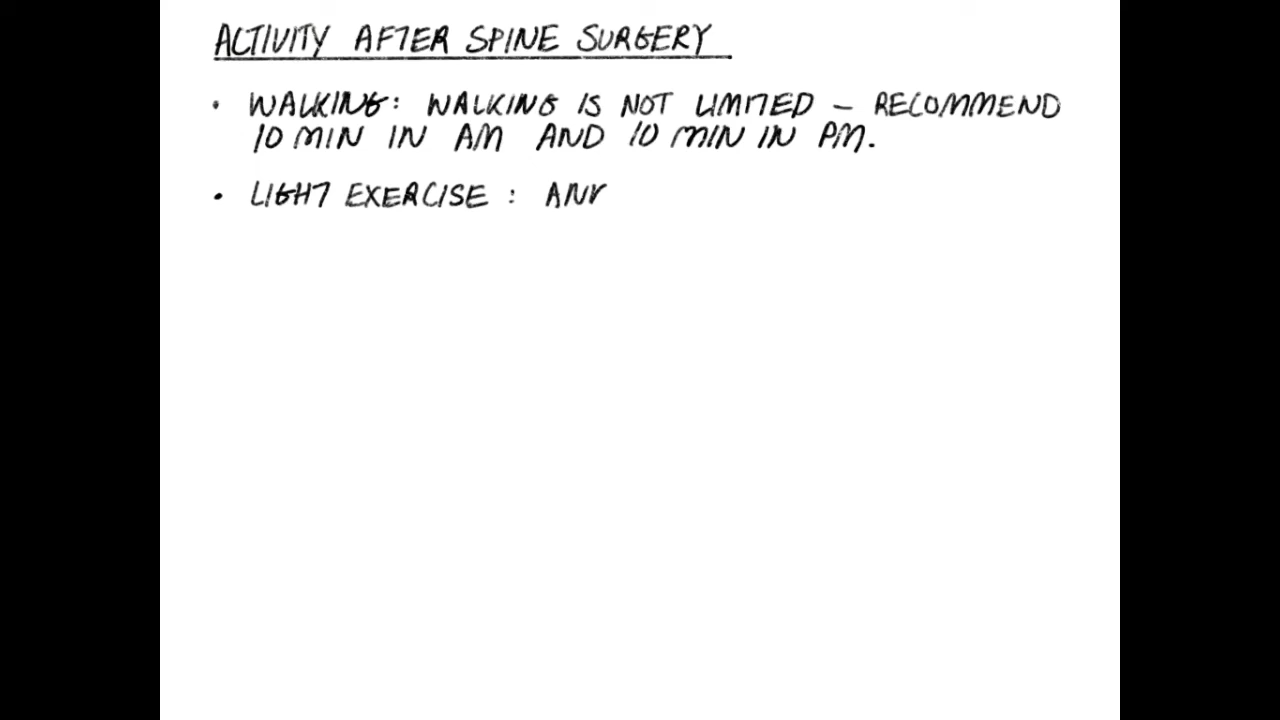 ACTIVITY AFTER SPINE SURGERY
• WALKING: WALKING IS NOT LIMITED – RECOMMEND
10 MIN IN AM AND 10 MIN IN PM.
• LIGHT EXERCISE : ANY